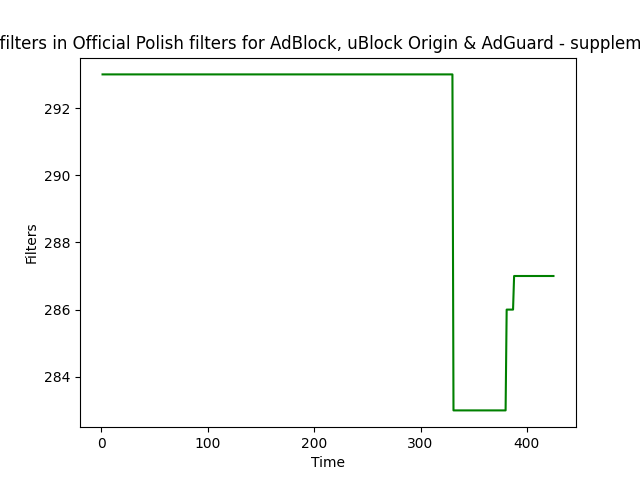 filters in Official Polish filters for AdBlock, uBlock Origin & AdGuard - supplem
292
290
288
286
284
Filters
0 100 200 300 400
Time